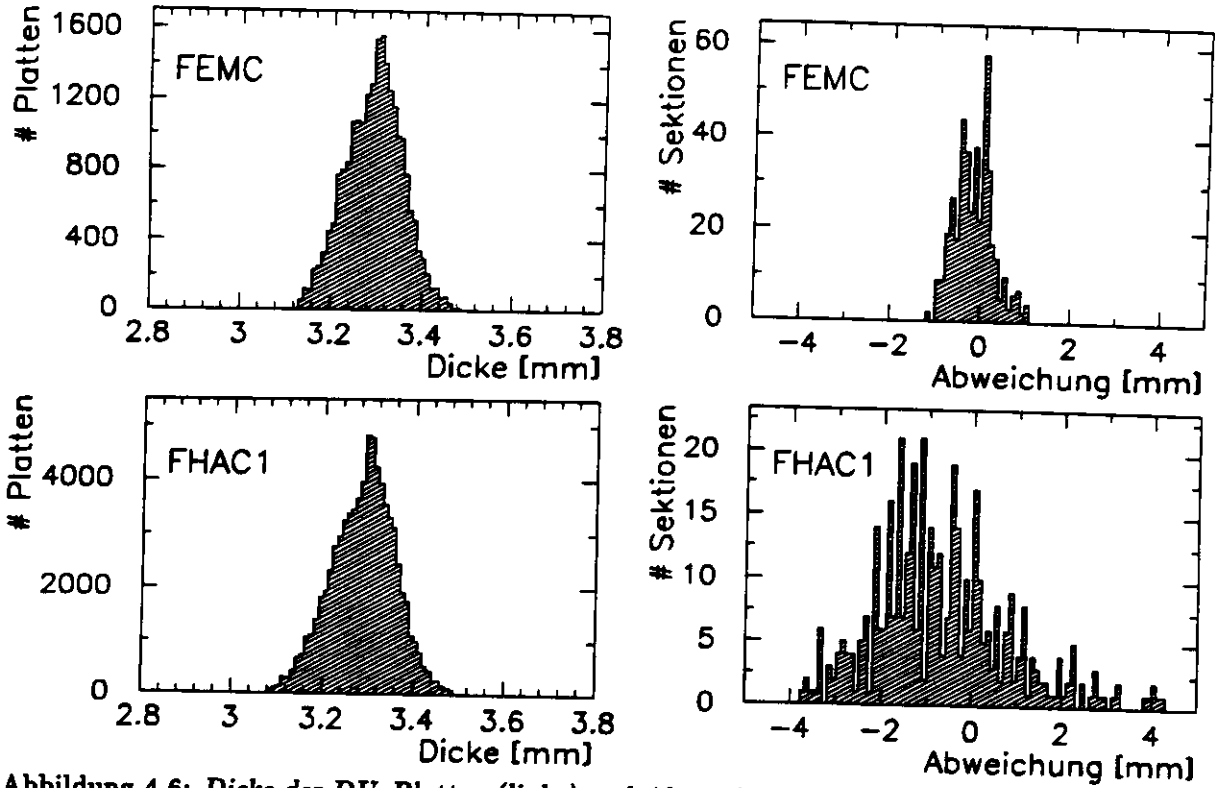 # Platten
1600
1200
800
400
0
FEMC
2.8 3 3.2 3.4 3.6 3.8
Dicke [mm]
# Sektionen
60
40
20
0
FEMC
−4 −2 0 2 4
Abweichung [mm]
# Platten
4000
2000
0
FHAC1
2.8 3 3.2 3.4 3.6 3.8
Dicke [mm]
# Sektionen
20
15
10
5
0
FHAC1
−4 −2 0 2 4
Abweichung [mm]
Abbildung 4.6: Dicke der DU-Platten (links)